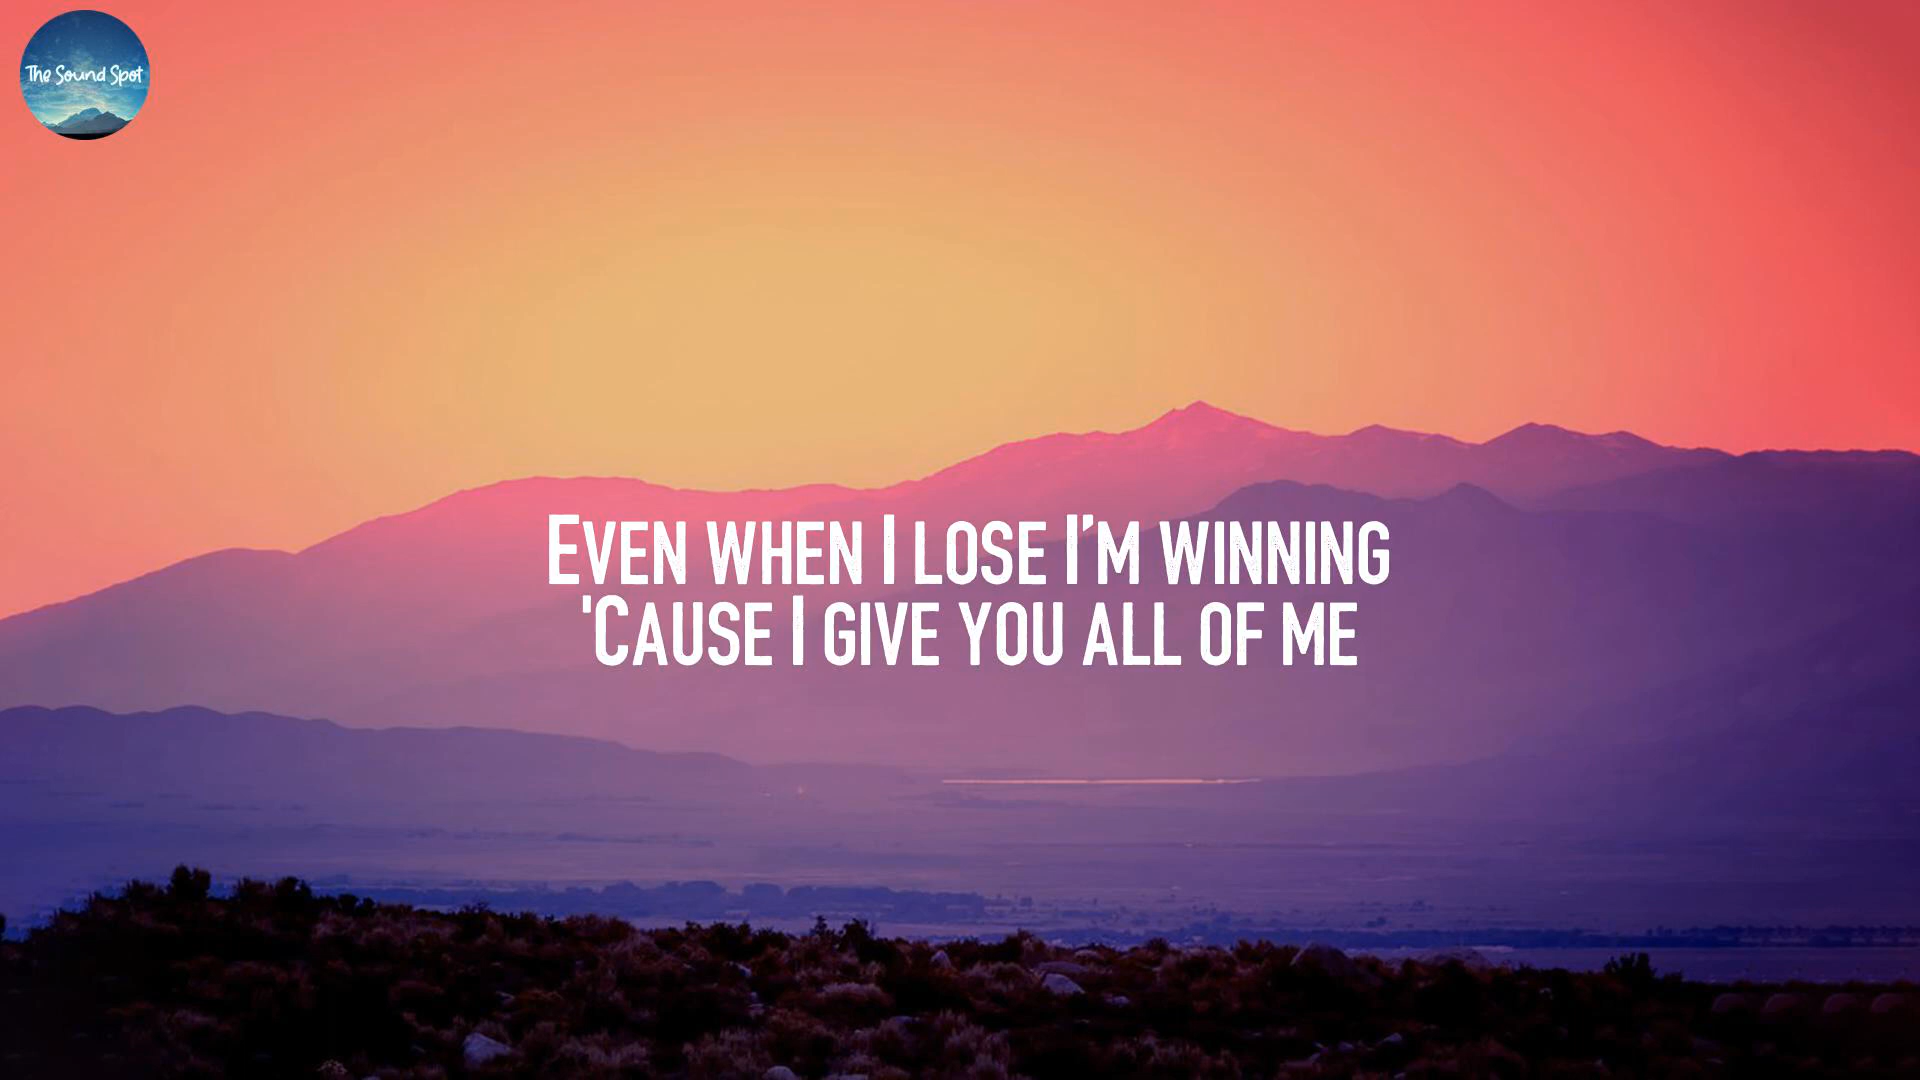 The Sound Spot
Even when I lose I'm winning
'Cause I give you all of me